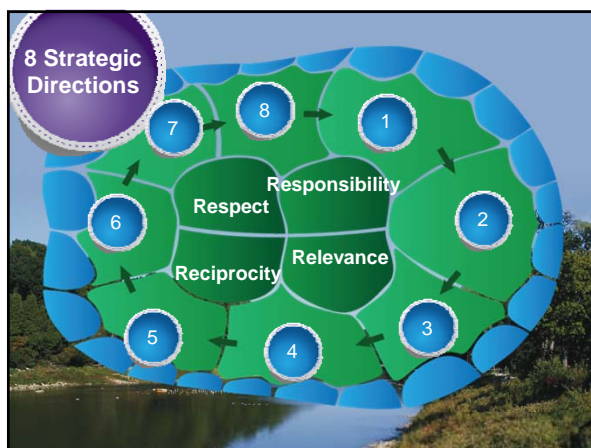 8 Strategic
Directions
7
8
1
6
Respect
Responsibility
2
Reciprocity
Relevance
5
4
3